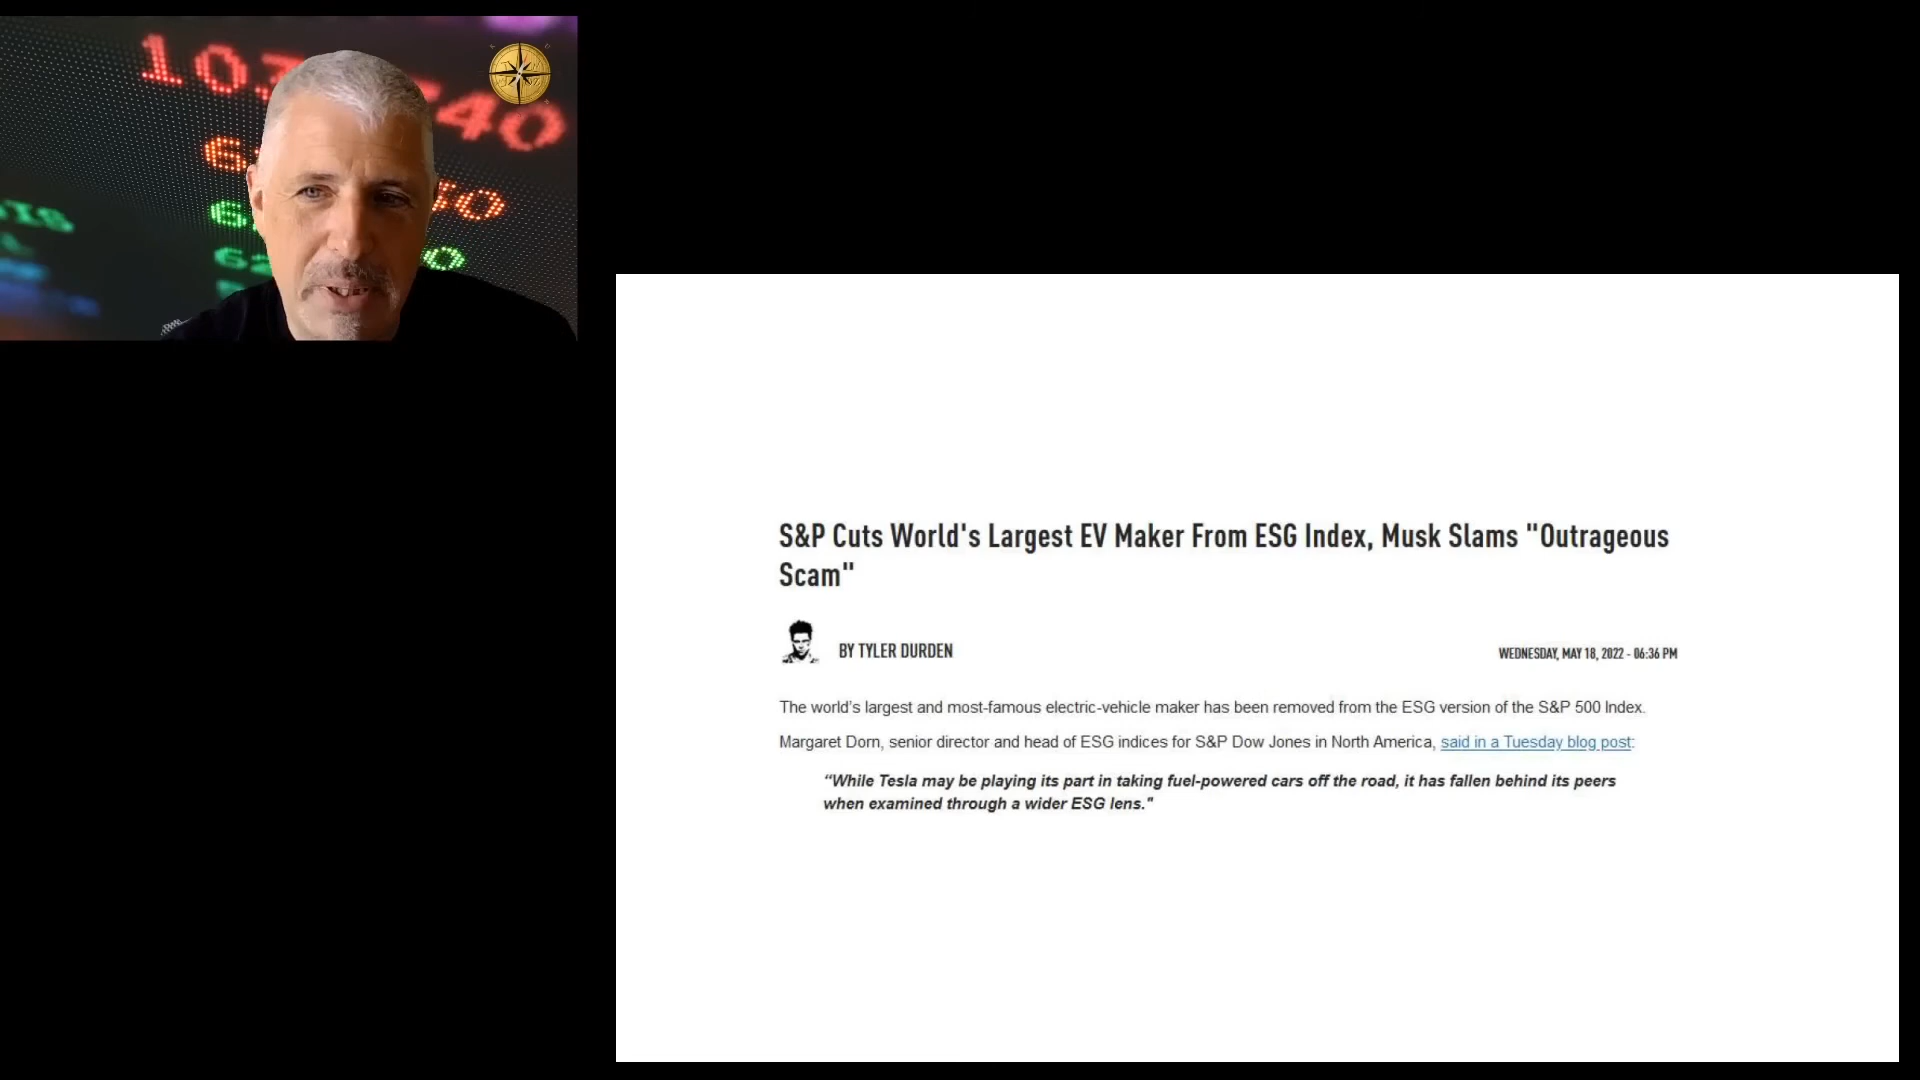 S&P Cuts World's Largest EV Maker From ESG Index, Musk Slams "Outrageous
Scam"
BY TYLER DURDEN
WEDNESDAY, MAY 18, 2022 - 06:36 PM
The world’s largest and most-famous electric-vehicle maker has been removed from the ESG version of the S&P 500 Index.
Margaret Dorn, senior director and head of ESG indices for S&P Dow Jones in North America, said in a Tuesday blog post:
“While Tesla may be playing its part in taking fuel-powered cars off the road, it has fallen behind its peers
when examined through a wider ESG lens."